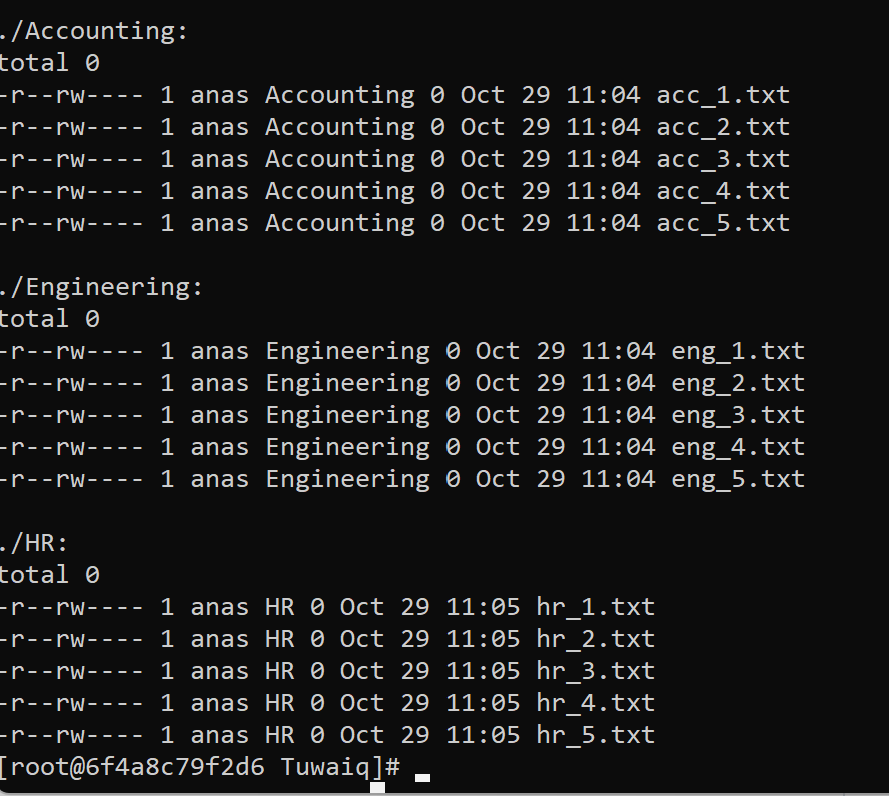 ./Accounting:
total 0
-r--rw---- 1 anas Accounting 0 Oct 29 11:04 acc_1.txt
-r--rw---- 1 anas Accounting 0 Oct 29 11:04 acc_2.txt
-r--rw---- 1 anas Accounting 0 Oct 29 11:04 acc_3.txt
-r--rw---- 1 anas Accounting 0 Oct 29 11:04 acc_4.txt
-r--rw---- 1 anas Accounting 0 Oct 29 11:04 acc_5.txt

./Engineering:
total 0
-r--rw---- 1 anas Engineering 0 Oct 29 11:04 eng_1.txt
-r--rw---- 1 anas Engineering 0 Oct 29 11:04 eng_2.txt
-r--rw---- 1 anas Engineering 0 Oct 29 11:04 eng_3.txt
-r--rw---- 1 anas Engineering 0 Oct 29 11:04 eng_4.txt
-r--rw---- 1 anas Engineering 0 Oct 29 11:04 eng_5.txt

./HR:
total 0
-r--rw---- 1 anas HR 0 Oct 29 11:05 hr_1.txt
-r--rw---- 1 anas HR 0 Oct 29 11:05 hr_2.txt
-r--rw---- 1 anas HR 0 Oct 29 11:05 hr_3.txt
-r--rw---- 1 anas HR 0 Oct 29 11:05 hr_4.txt
-r--rw---- 1 anas HR 0 Oct 29 11:05 hr_5.txt
[root@6f4a8c79f2d6 Tuwaiq]#